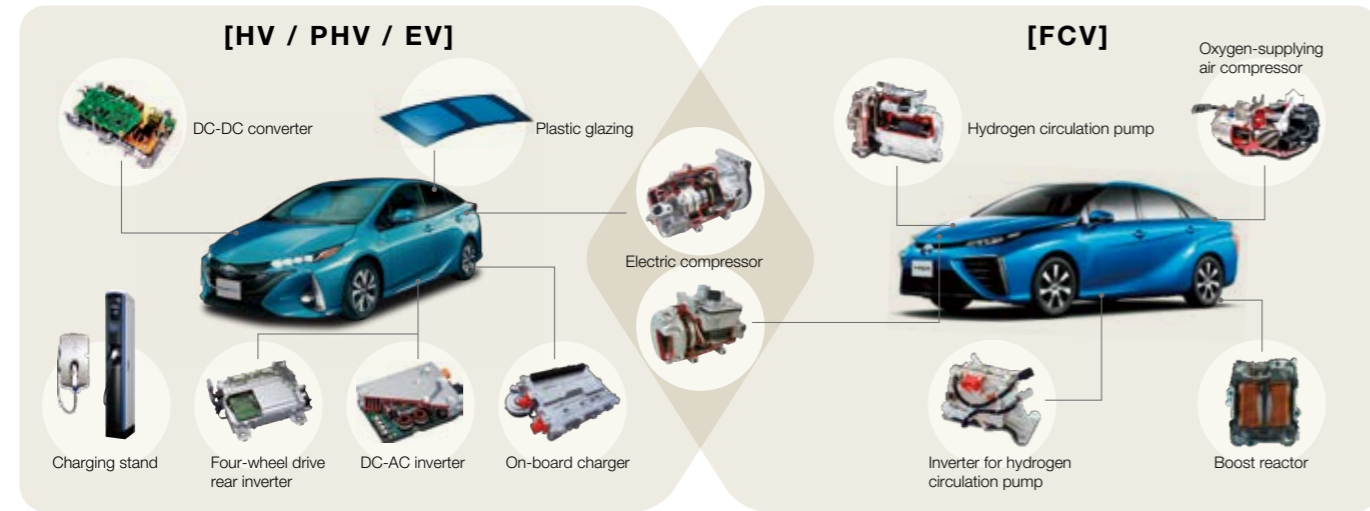 [HV / PHV / EV]
DC-DC converter
Plastic glazing
Electric compressor
Charging stand
Four-wheel drive
rear inverter
DC-AC inverter
On-board charger
[FCV]
Hydrogen circulation pump
Oxygen-supplying
air compressor
Inverter for hydrogen
circulation pump
Boost reactor